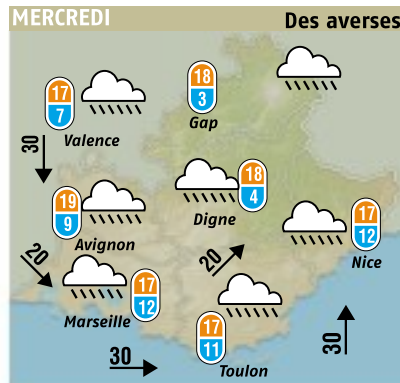 MERCREDI
Des averses
17
7
Valence
18
3
Gap
30
19
9
Avignon
18
4
Digne
17
12
Nice
20
20
17
12
Marseille
17
11
Toulon
30
30